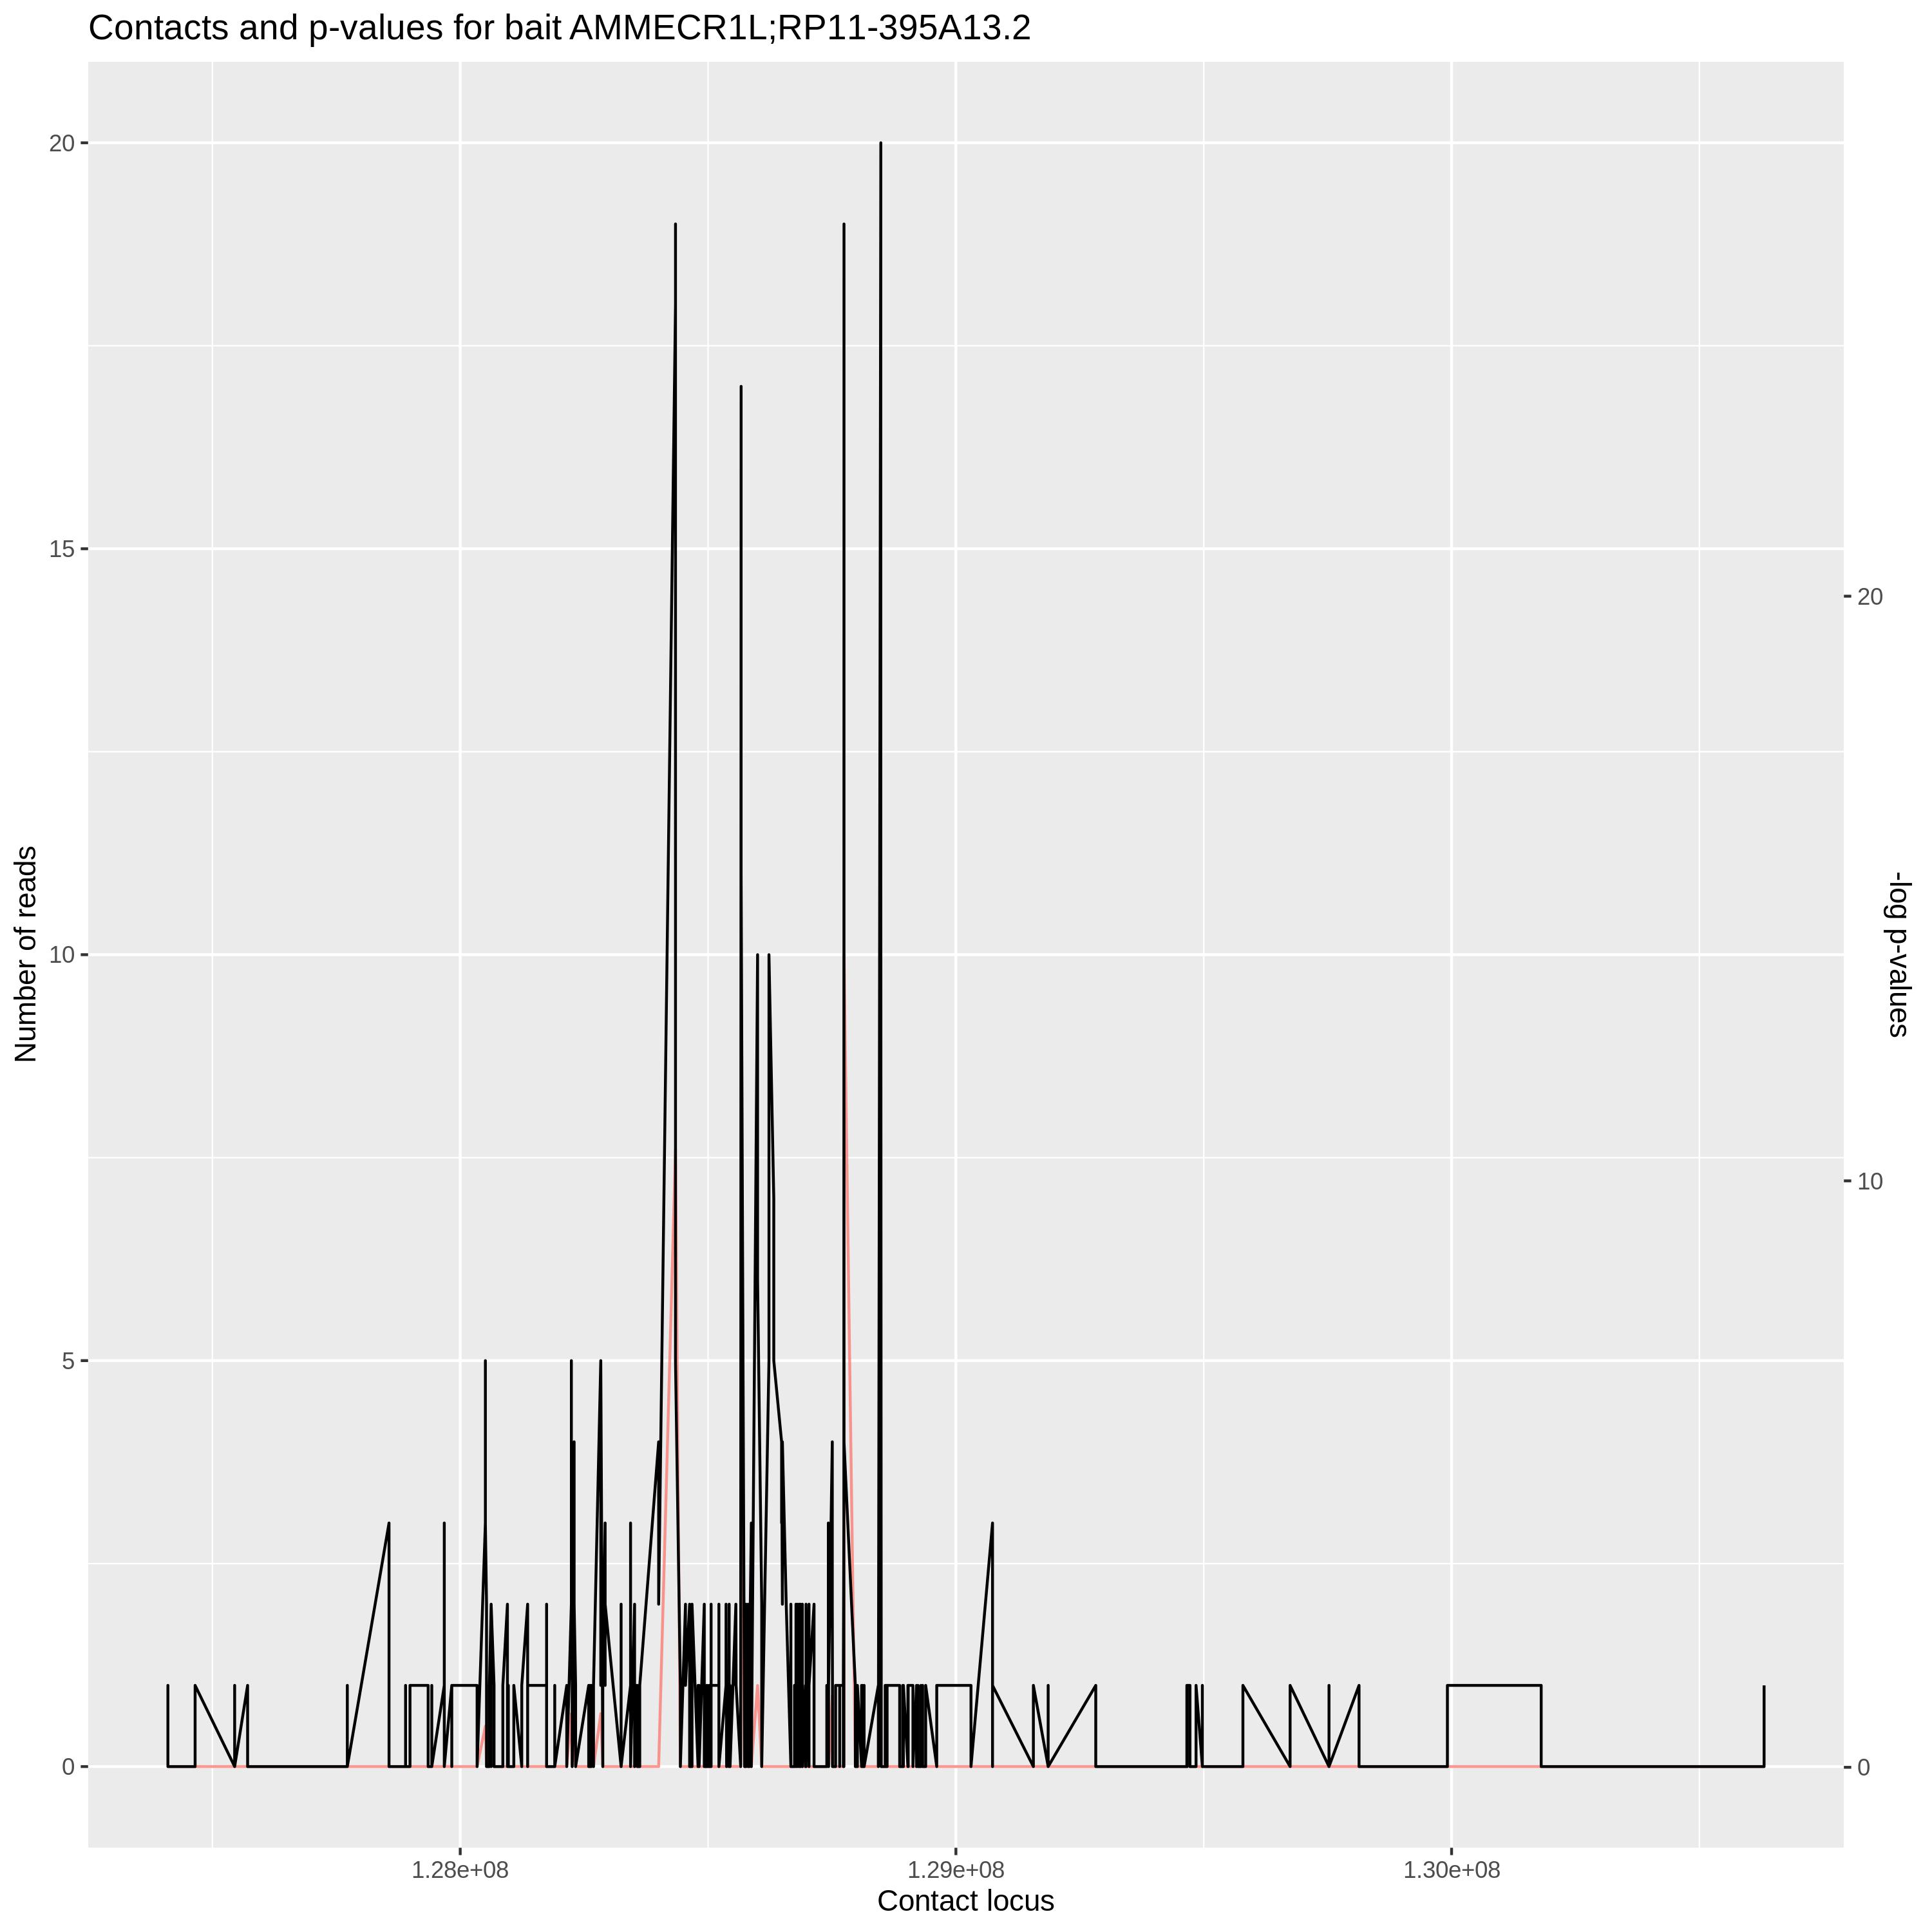 Contacts and p-values for bait AMMECR1L;RP11-395A13.2
20
15
10
5
0
Number of reads
20
10
0
-log p-values
1.28e+08
1.29e+08
1.30e+08
Contact locus